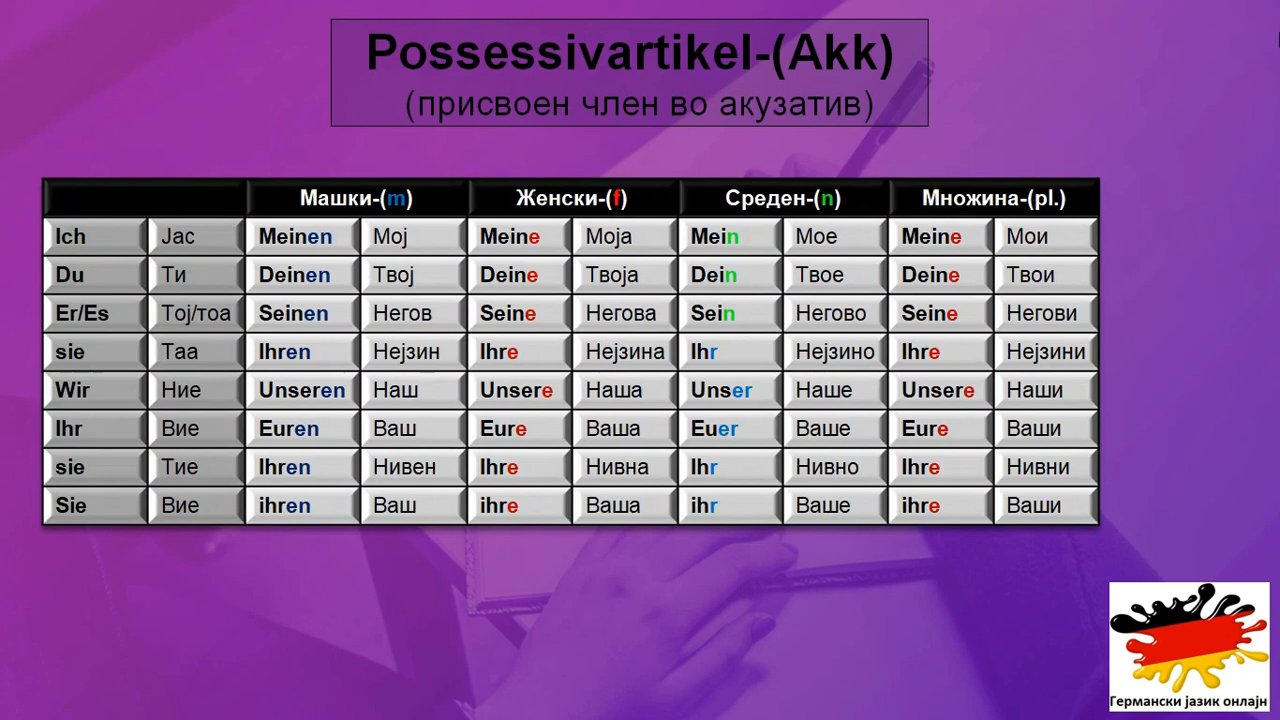 Possessivartikel-(Akk)
(присвоен член во акузатив)
Машки-(m) Женски-(f) Среден-(n) Множина-(pl.)
Ich Јас Meinen Мој Meine Моја Mein Мое Meine Мои
Du Ти Deinen Твој Deine Твоја Dein Твое Deine Твои
Er/Es Тој/тоа Seinen Негов Seine Негова Sein Негово Seine Негови
sie Таа Ihren Нејзин Ihre Нејзина Ihr Нејзино Ihre Нејзини
Wir Ние Unseren Наш Unsere Наша Unser Наше Unsere Наши
Ihr Вие Euren Ваш Eure Ваша Euer Ваше Eure Ваши
sie Тие Ihren Нивен Ihre Нивна Ihr Нивно Ihre Нивни
Sie Вие ihren Ваш ihre Ваша ihr Ваше ihre Ваши
Германски јазик онлајн